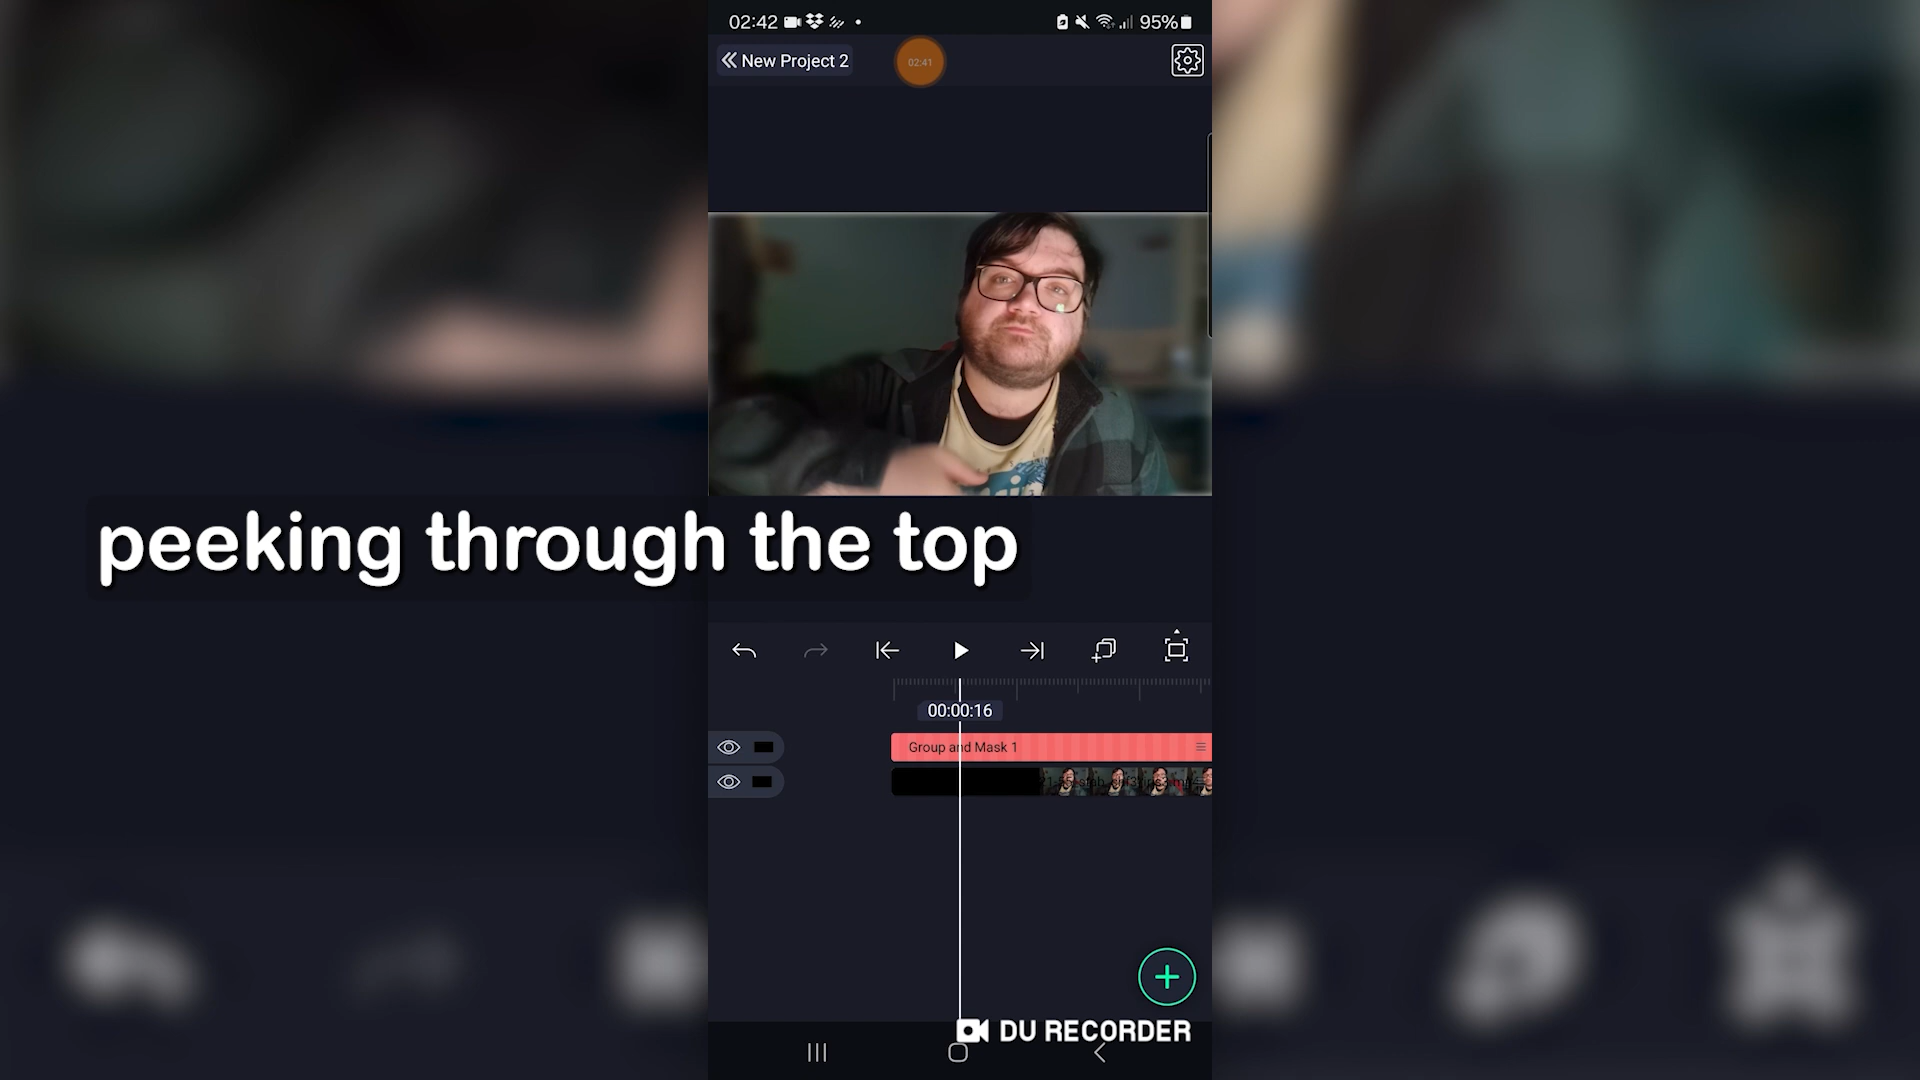 02:42
95%
New Project 2
02:41
peeking through the top
00:00:16
Group and Mask 1
DU RECORDER